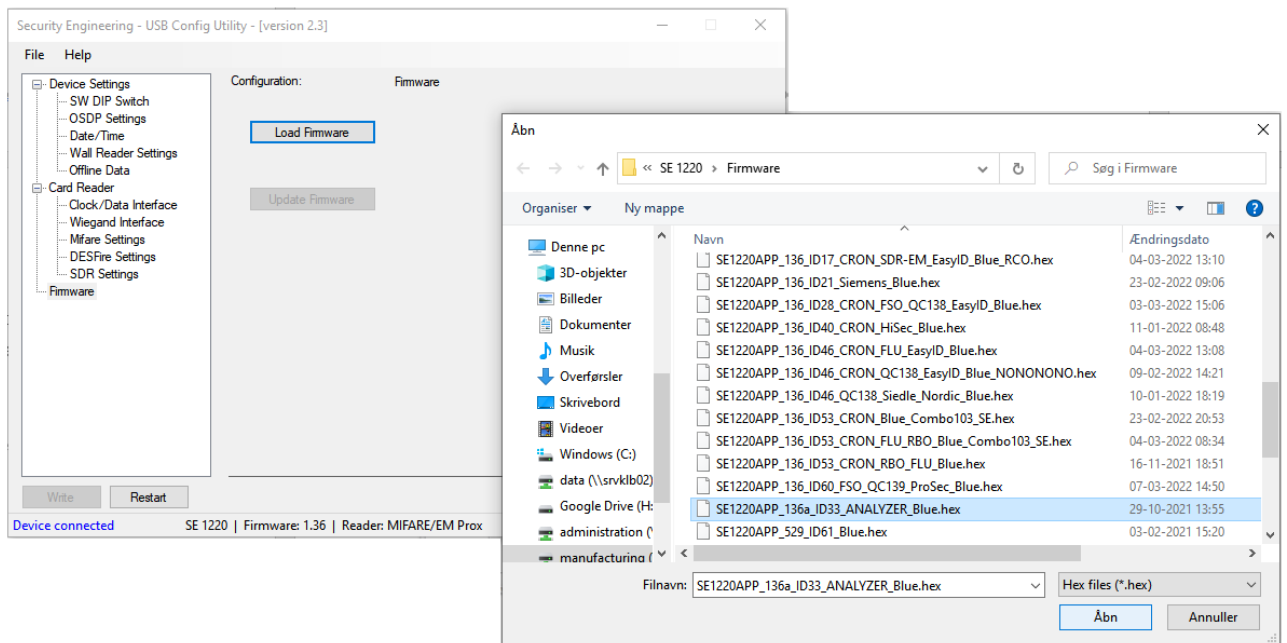 Security Engineering - USB Config Utility - [version 2.3]
File Help
Device Settings
SW DIP Switch
OSDP Settings
Date/Time
Wall Reader Settings
Offline Data
Card Reader
Clock/Data Interface
Wiegand Interface
Mifare Settings
DESFire Settings
SDR Settings
Firmware
Configuration: Firmware
Load Firmware
Update Firmware
Write Restart
Device connected SE 1220 | Firmware: 1.36 | Reader: MIFARE/EM Prox
Åbn
« SE 1220 › Firmware
Søg i Firmware
Organiser Ny mappe
Denne pc
3D-objekter
Billeder
Dokumenter
Musik
Overførsler
Skrivebord
Videoer
Windows (C:)
data (\\srvklb02)
Google Drive (H:
administration (
manufacturing (
Navn Ændringsdato
SE1220APP_136_ID17_CRON_SDR-EM_EasyID_Blue_RCO.hex 04-03-2022 13:10
SE1220APP_136_ID21_Siemens_Blue.hex 23-02-2022 09:06
SE1220APP_136_ID28_CRON_FSO_QC138_EasyID_Blue.hex 03-03-2022 15:06
SE1220APP_136_ID40_CRON_HiSec_Blue.hex 11-01-2022 08:48
SE1220APP_136_ID46_CRON_FLU_EasyID_Blue.hex 04-03-2022 13:08
SE1220APP_136_ID46_CRON_QC138_EasyID_Blue_NONONONO.hex 09-02-2022 14:21
SE1220APP_136_ID46_QC138_Siedle_Nordic_Blue.hex 10-01-2022 18:19
SE1220APP_136_ID53_CRON_Blue_Combo103_SE.hex 23-02-2022 20:53
SE1220APP_136_ID53_CRON_FLU_RBO_Blue_Combo103_SE.hex 04-03-2022 08:34
SE1220APP_136_ID53_CRON_RBO_FLU_Blue.hex 16-11-2021 18:51
SE1220APP_136_ID60_FSO_QC139_ProSec_Blue.hex 07-03-2022 14:50
SE1220APP_136a_ID33_ANALYZER_Blue.hex 29-10-2021 13:55
SE1220APP_529_ID61_Blue.hex 03-02-2021 15:20
Filnavn: SE1220APP_136a_ID33_ANALYZER_Blue.hex Hex files (*.hex)
Åbn Annuller